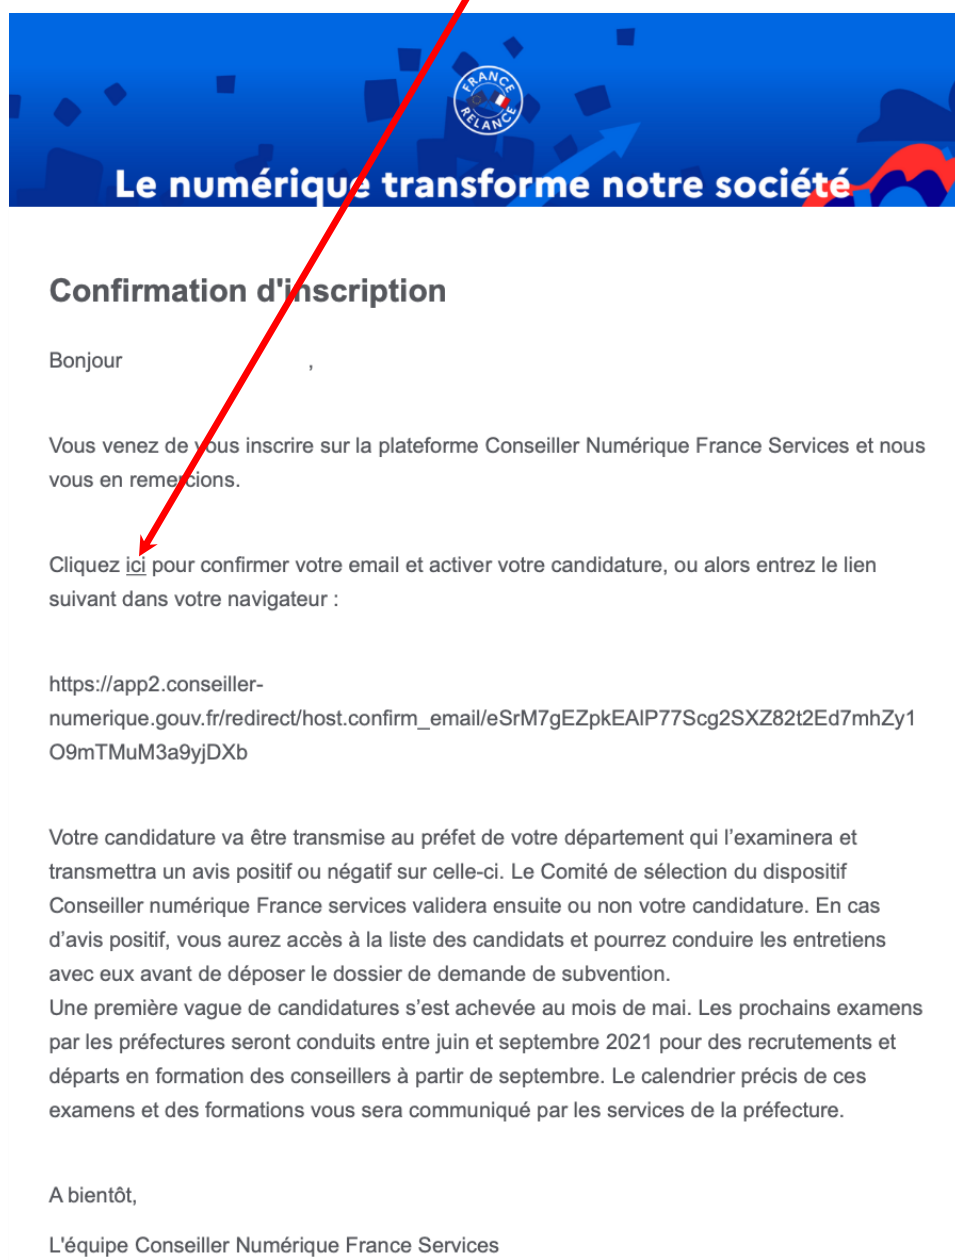 FRANCE
RELANCE
Le numérique transforme notre société
Confirmation d'inscription
Bonjour ,
Vous venez de vous inscrire sur la plateforme Conseiller Numérique France Services et nous
vous en remercions.
Cliquez ici pour confirmer votre email et activer votre candidature, ou alors entrez le lien
suivant dans votre navigateur :
https://app2.conseiller-
numerique.gouv.fr/redirect/host.confirm_email/eSrM7gEZpkEAlP77Scg2SXZ82t2Ed7mhZy1
O9mTMuM3a9yjDXb
Votre candidature va être transmise au préfet de votre département qui l’examinera et
transmettra un avis positif ou négatif sur celle-ci. Le Comité de sélection du dispositif
Conseiller numérique France services validera ensuite ou non votre candidature. En cas
d’avis positif, vous aurez accès à la liste des candidats et pourrez conduire les entretiens
avec eux avant de déposer le dossier de demande de subvention.
Une première vague de candidatures s’est achevée au mois de mai. Les prochains examens
par les préfectures seront conduits entre juin et septembre 2021 pour des recrutements et
départs en formation des conseillers à partir de septembre. Le calendrier précis de ces
examens et des formations vous sera communiqué par les services de la préfecture.
A bientôt,
L'équipe Conseiller Numérique France Services